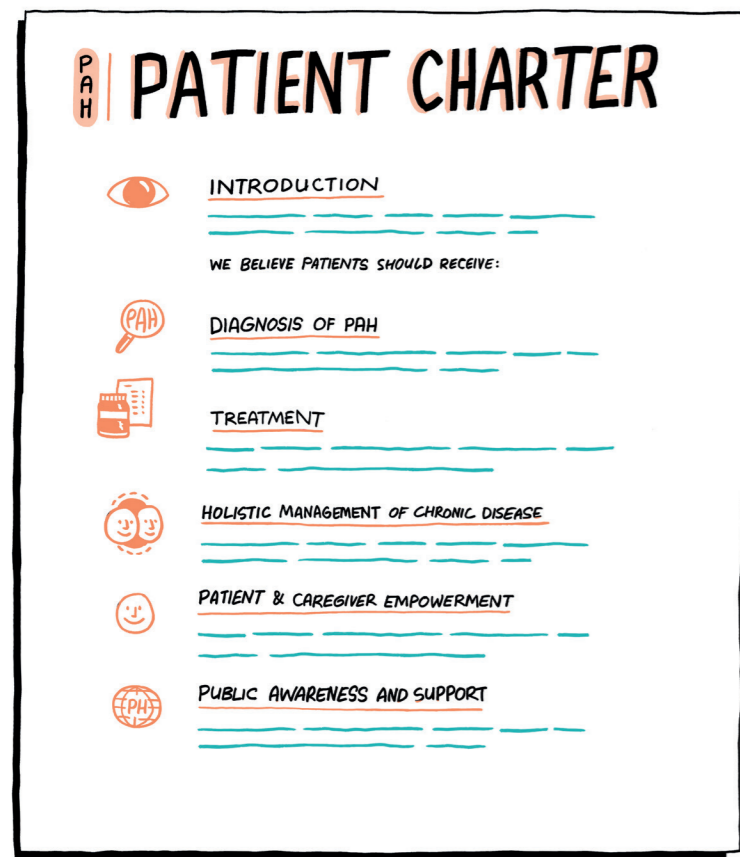 PAH
PATIENT CHARTER
INTRODUCTION
WE BELIEVE PATIENTS SHOULD RECEIVE:
PAH
DIAGNOSIS OF PAH
TREATMENT
HOLISTIC MANAGEMENT OF CHRONIC DISEASE
PATIENT & CAREGIVER EMPOWERMENT
PH
PUBLIC AWARENESS AND SUPPORT